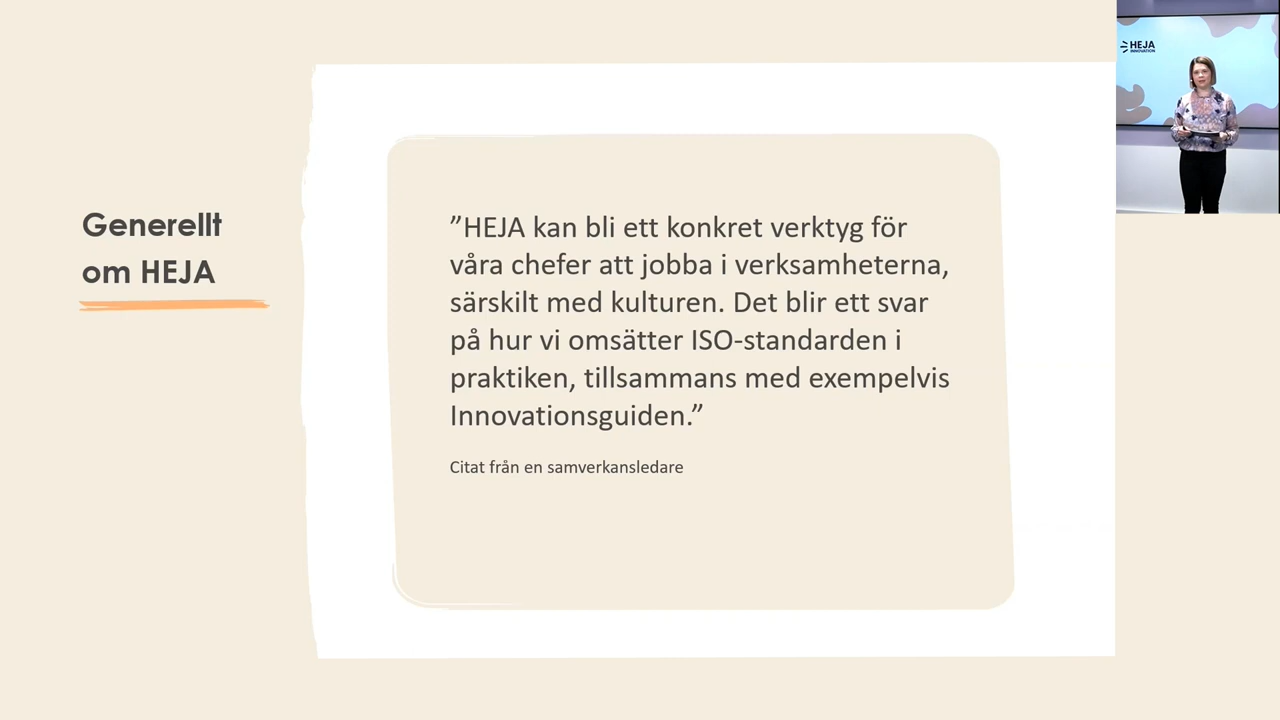 Generellt
om HEJA
”HEJA kan bli ett konkret verktyg för
våra chefer att jobba i verksamheterna,
särskilt med kulturen. Det blir ett svar
på hur vi omsätter ISO-standarden i
praktiken, tillsammans med exempelvis
Innovationsguiden.”
Citat från en samverkansledare
HEJA
INNOVATION